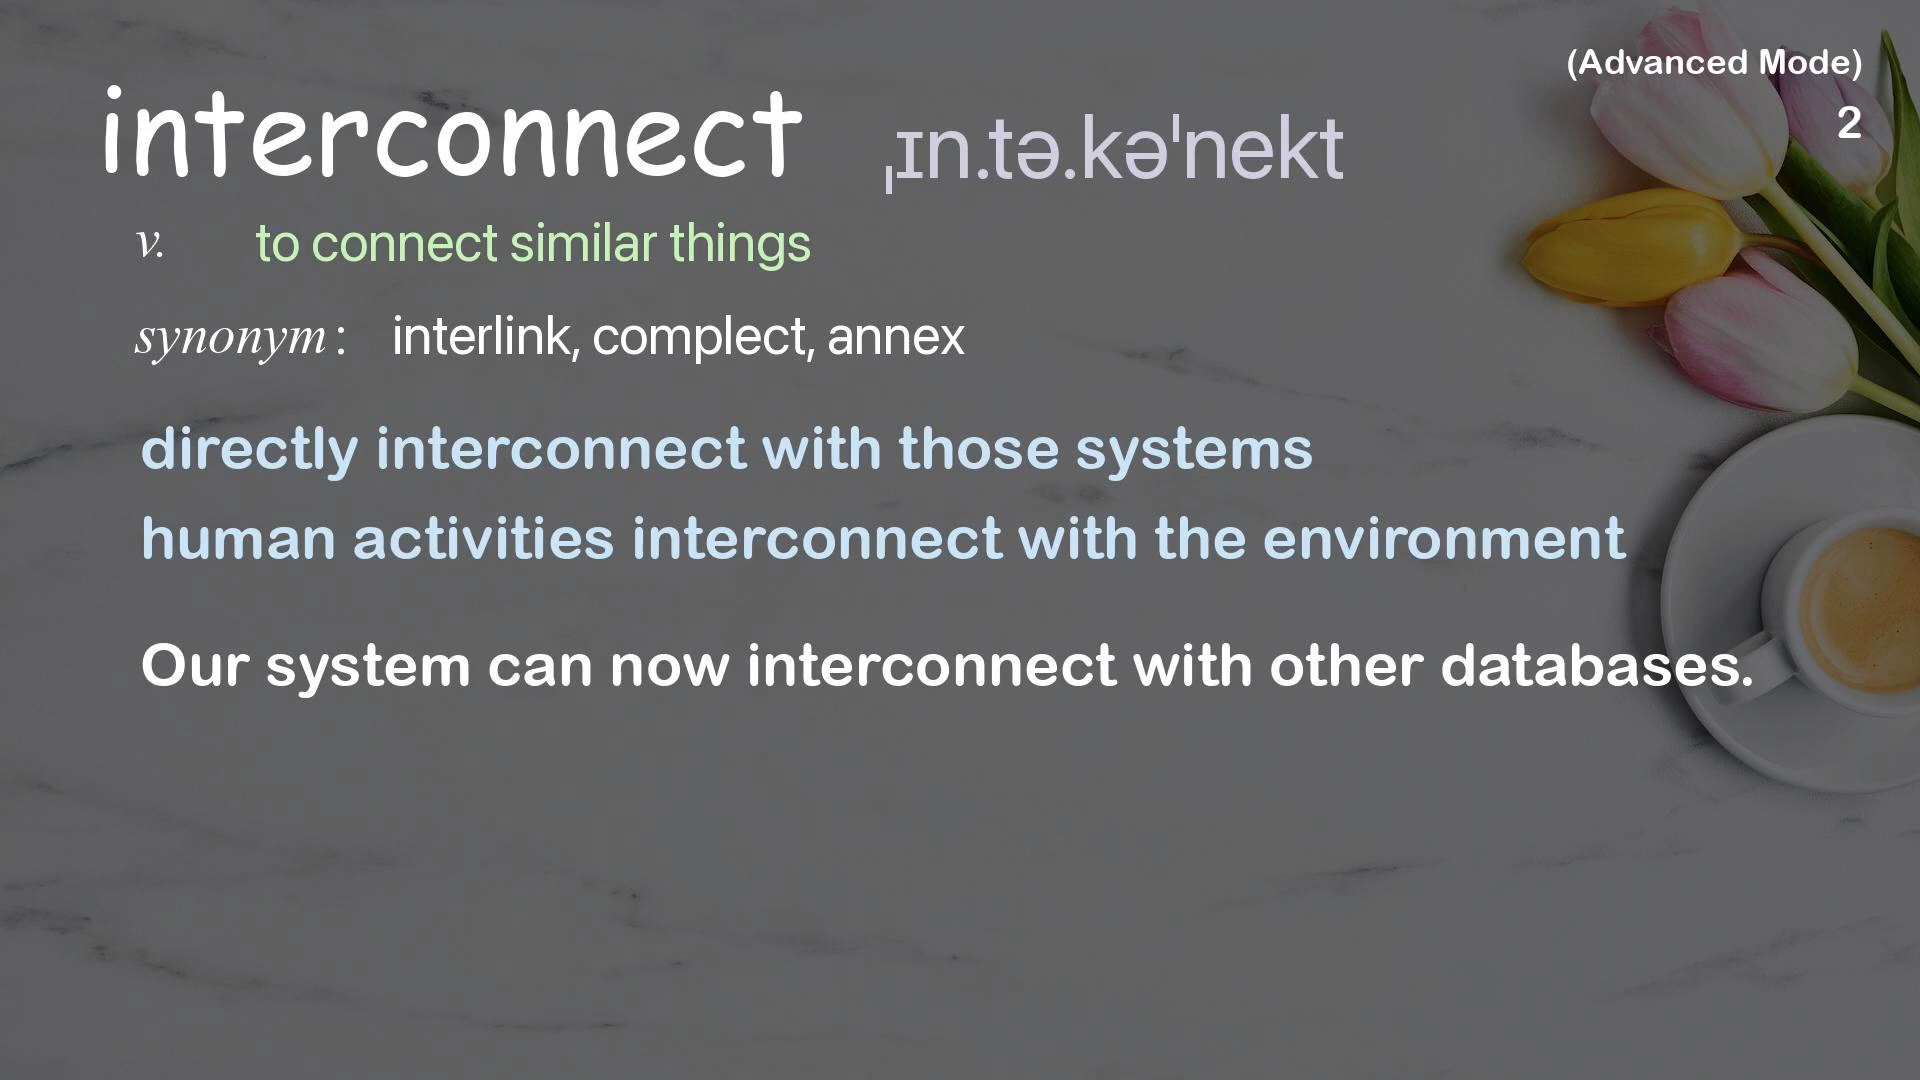 (Advanced Mode)
2
interconnect ˌɪn.tə.kəˈnekt
v. to connect similar things
synonym: interlink, complect, annex
directly interconnect with those systems
human activities interconnect with the environment
Our system can now interconnect with other databases.